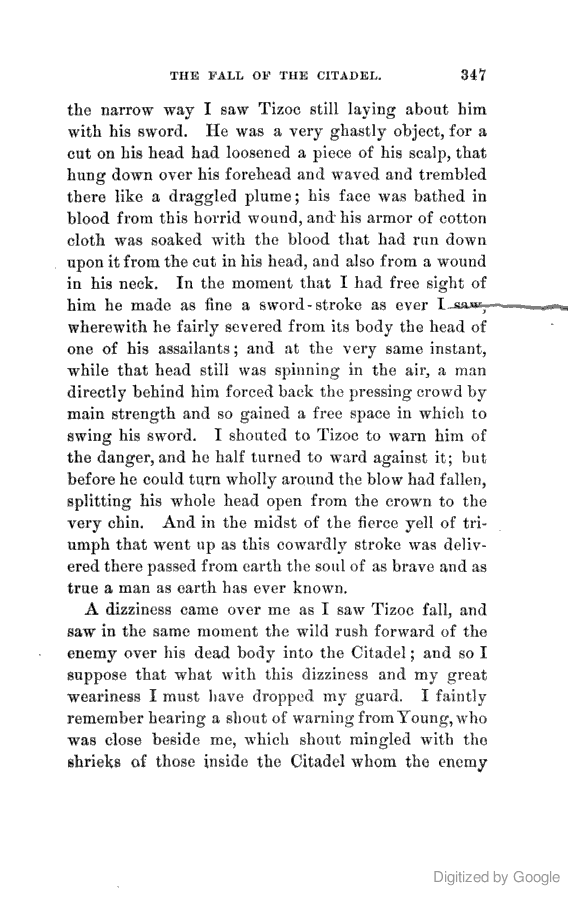 THE FALL OF THE CITADEL. 347
the narrow way I saw Tizoc still laying about him
with his sword. He was a very ghastly object, for a
cut on his head had loosened a piece of his scalp, that
hung down over his forehead and waved and trembled
there like a draggled plume; his face was bathed in
blood from this horrid wound, and his armor of cotton
cloth was soaked with the blood that had run down
upon it from the cut in his head, and also from a wound
in his neck. In the moment that I had free sight of
him he made as fine a sword-stroke as ever I saw,
wherewith he fairly severed from its body the head of
one of his assailants; and at the very same instant,
while that head still was spinning in the air, a man
directly behind him forced back the pressing crowd by
main strength and so gained a free space in which to
swing his sword. I shouted to Tizoc to warn him of
the danger, and he half turned to ward against it; but
before he could turn wholly around the blow had fallen,
splitting his whole head open from the crown to the
very chin. And in the midst of the fierce yell of tri-
umph that went up as this cowardly stroke was deliv-
ered there passed from earth the soul of as brave and as
true a man as earth has ever known.
A dizziness came over me as I saw Tizoc fall, and
saw in the same moment the wild rush forward of the
enemy over his dead body into the Citadel; and so I
suppose that what with this dizziness and my great
weariness I must have dropped my guard. I faintly
remember hearing a shout of warning from Young, who
was close beside me, which shout mingled with the
shrieks of those inside the Citadel whom the enemy
Digitized by Google